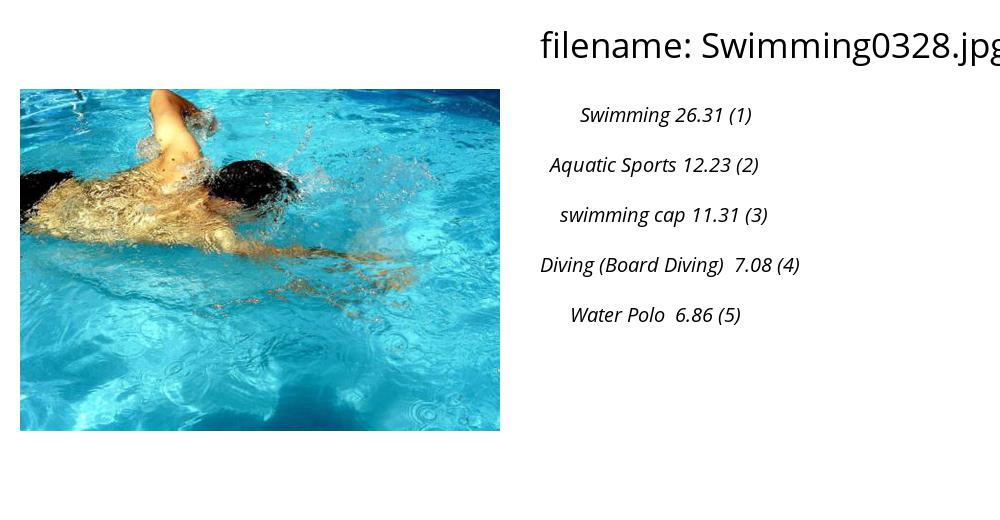 filename: Swimming0328.jpg
Swimming 26.31 (1)
Aquatic Sports 12.23 (2)
swimming cap 11.31 (3)
Diving (Board Diving) 7.08 (4)
Water Polo 6.86 (5)